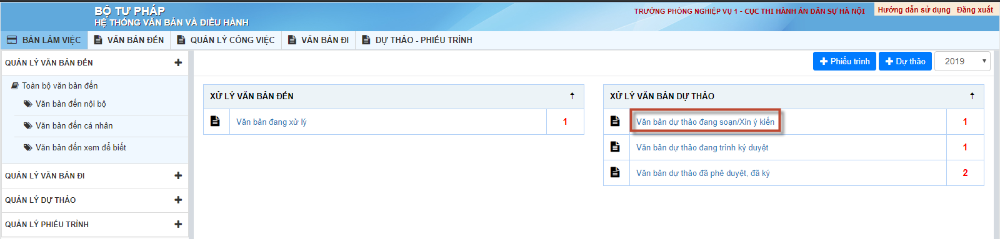 BỘ TƯ PHÁP
HỆ THỐNG VĂN BẢN VÀ ĐIỀU HÀNH
TRƯỞNG PHÒNG NGHIỆP VỤ 1 - CỤC THI HÀNH ÁN DÂN SỰ HÀ NỘI
Hướng dẫn sử dụng Đăng xuất
BÀN LÀM VIỆC VĂN BẢN ĐẾN QUẢN LÝ CÔNG VIỆC VĂN BẢN ĐI DỰ THẢO - PHIẾU TRÌNH
QUẢN LÝ VĂN BẢN ĐẾN
Toàn bộ văn bản đến
Văn bản đến nội bộ
Văn bản đến cá nhân
Văn bản đến xem để biết
QUẢN LÝ VĂN BẢN ĐI
QUẢN LÝ DỰ THẢO
QUẢN LÝ PHIẾU TRÌNH
Phiếu trình Dự thảo 2019
XỬ LÝ VĂN BẢN ĐẾN
Văn bản đang xử lý 1
XỬ LÝ VĂN BẢN DỰ THẢO
Văn bản dự thảo đang soạn/Xin ý kiến 1
Văn bản dự thảo đang trình ký duyệt 1
Văn bản dự thảo đã phê duyệt, đã ký 2